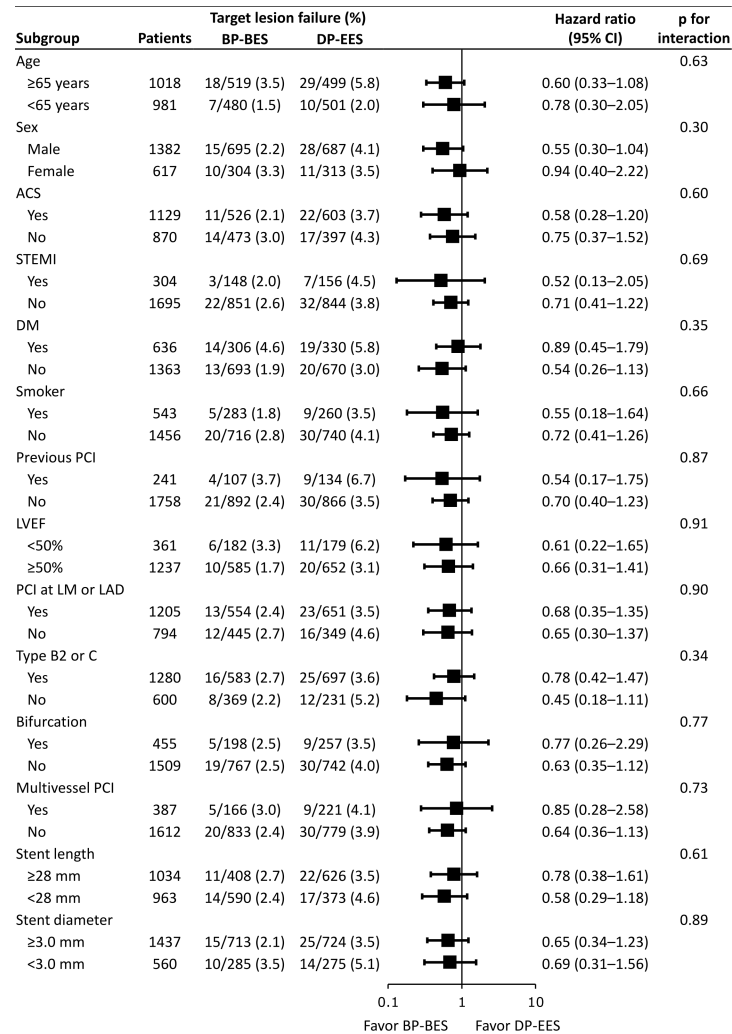 Target lesion failure (%) Hazard ratio p for
Subgroup Patients BP-BES DP-EES (95% CI) interaction
Age 0.63
≥65 years 1018 18/519 (3.5) 29/499 (5.8) 0.60 (0.33–1.08)
<65 years 981 7/480 (1.5) 10/501 (2.0) 0.78 (0.30–2.05)
Sex 0.30
Male 1382 15/695 (2.2) 28/687 (4.1) 0.55 (0.30–1.04)
Female 617 10/304 (3.3) 11/313 (3.5) 0.94 (0.40–2.22)
ACS 0.60
Yes 1129 11/526 (2.1) 22/603 (3.7) 0.58 (0.28–1.20)
No 870 14/473 (3.0) 17/397 (4.3) 0.75 (0.37–1.52)
STEMI 0.69
Yes 304 3/148 (2.0) 7/156 (4.5) 0.52 (0.13–2.05)
No 1695 22/851 (2.6) 32/844 (3.8) 0.71 (0.41–1.22)
DM 0.35
Yes 636 14/306 (4.6) 19/330 (5.8) 0.89 (0.45–1.79)
No 1363 13/693 (1.9) 20/670 (3.0) 0.54 (0.26–1.13)
Smoker 0.66
Yes 543 5/283 (1.8) 9/260 (3.5) 0.55 (0.18–1.64)
No 1456 20/716 (2.8) 30/740 (4.1) 0.72 (0.41–1.26)
Previous PCI 0.87
Yes 241 4/107 (3.7) 9/134 (6.7) 0.54 (0.17–1.75)
No 1758 21/892 (2.4) 30/866 (3.5) 0.70 (0.40–1.23)
LVEF 0.91
<50% 361 6/182 (3.3) 11/179 (6.2) 0.61 (0.22–1.65)
≥50% 1237 10/585 (1.7) 20/652 (3.1) 0.66 (0.31–1.41)
PCI at LM or LAD 0.90
Yes 1205 13/554 (2.4) 23/651 (3.5) 0.68 (0.35–1.35)
No 794 12/445 (2.7) 16/349 (4.6) 0.65 (0.30–1.37)
Type B2 or C 0.34
Yes 1280 16/583 (2.7) 25/697 (3.6) 0.78 (0.42–1.47)
No 600 8/369 (2.2) 12/231 (5.2) 0.45 (0.18–1.11)
Bifurcation 0.77
Yes 455 5/198 (2.5) 9/257 (3.5) 0.77 (0.26–2.29)
No 1509 19/767 (2.5) 30/742 (4.0) 0.63 (0.35–1.12)
Multivessel PCI 0.73
Yes 387 5/166 (3.0) 9/221 (4.1) 0.85 (0.28–2.58)
No 1612 20/833 (2.4) 30/779 (3.9) 0.64 (0.36–1.13)
Stent length 0.61
≥28 mm 1034 11/408 (2.7) 22/626 (3.5) 0.78 (0.38–1.61)
<28 mm 963 14/590 (2.4) 17/373 (4.6) 0.58 (0.29–1.18)
Stent diameter 0.89
≥3.0 mm 1437 15/713 (2.1) 25/724 (3.5) 0.65 (0.34–1.23)
<3.0 mm 560 10/285 (3.5) 14/275 (5.1) 0.69 (0.31–1.56)
0.1 1 10
Favor BP-BES Favor DP-EES